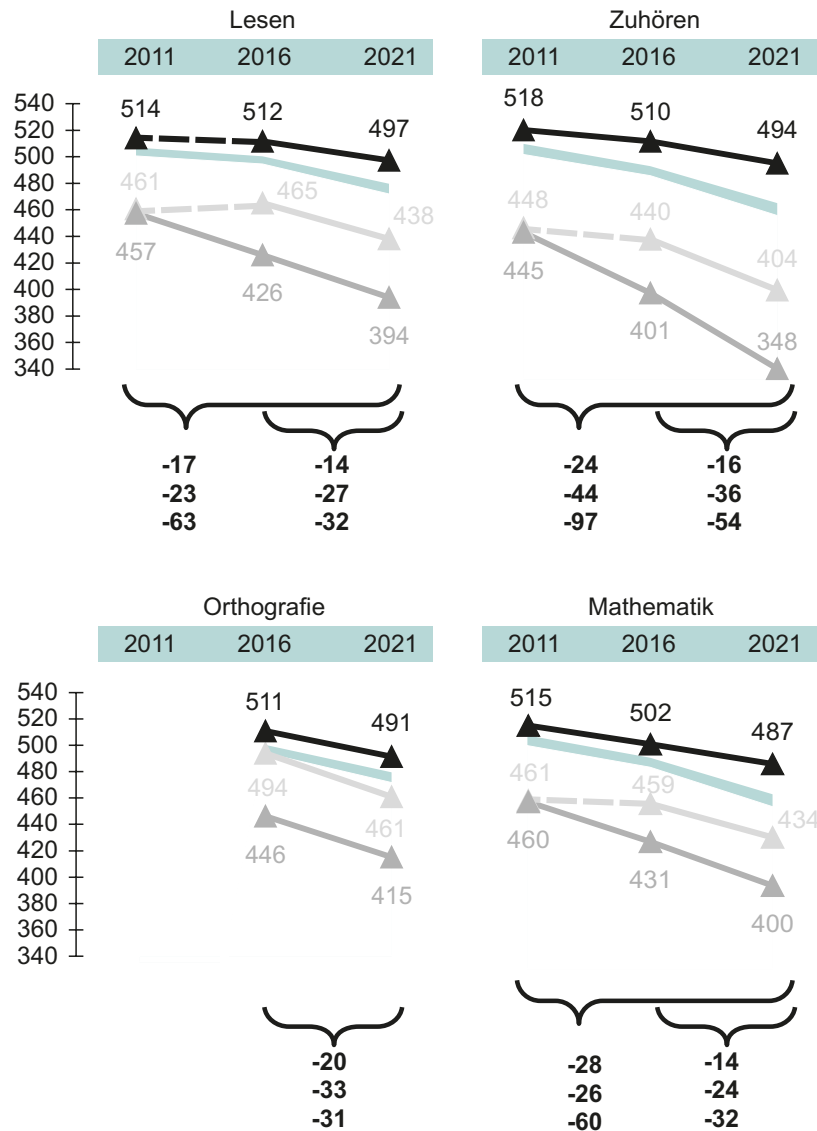 Lesen
Zuhören
2011 2016 2021
2011 2016 2021
540
520
500
480
460
440
420
400
380
360
340
514 512 497
461 465 438
457 426 394
518 510 494
448 440 404
445 401 348
-17 -14
-23 -27
-63 -32
-24 -16
-44 -36
-97 -54
Orthografie
Mathematik
2011 2016 2021
2011 2016 2021
540
520
500
480
460
440
420
400
380
360
340
511 491
494 461
446 415
515 502 487
461 459 434
460 431 400
-20
-33
-31
-28 -14
-26 -24
-60 -32